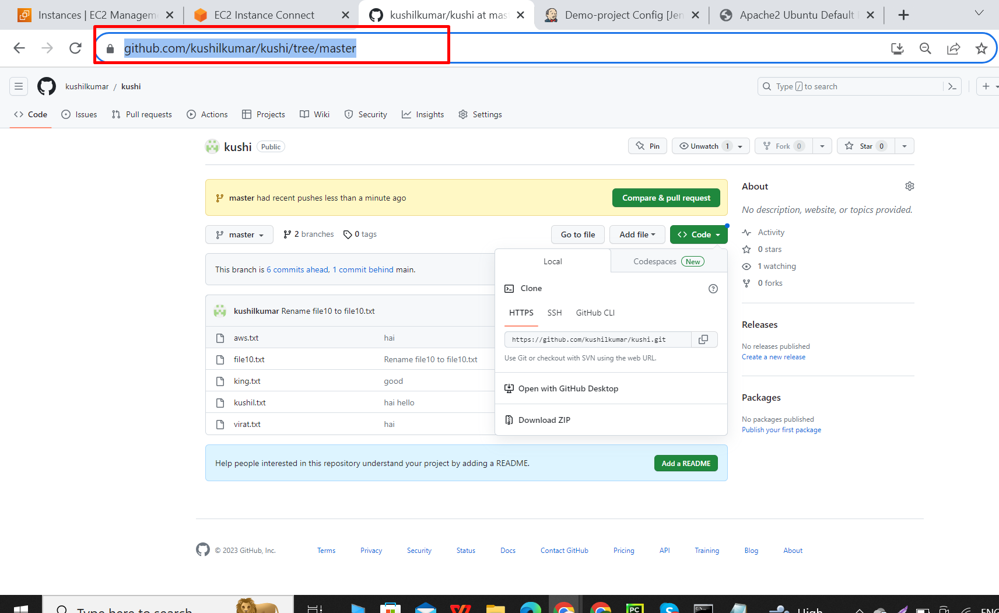 Instances | EC2 Managem
EC2 Instance Connect
kushilkumar/kushi at mas
Demo-project Config [Jen
Apache2 Ubuntu Default
github.com/kushilkumar/kushi/tree/master
kushilkumar / kushi
Type / to search
Code
Issues
Pull requests
Actions
Projects
Wiki
Security
Insights
Settings
kushi Public
Pin
Unwatch 1
Fork 0
Star 0
master had recent pushes less than a minute ago
Compare & pull request
master
2 branches
0 tags
Go to file
Add file
Code
Local
Codespaces New
This branch is 6 commits ahead, 1 commit behind main.
Clone
HTTPS SSH GitHub CLI
https://github.com/kushilkumar/kushi.git
Use Git or checkout with SVN using the web URL.
Open with GitHub Desktop
Download ZIP
kushilkumar Rename file10 to file10.txt
aws.txt hai
file10.txt Rename file10 to file10.txt
king.txt good
kushil.txt hai hello
virat.txt hai
Help people interested in this repository understand your project by adding a README.
Add a README
About
No description, website, or topics provided.
Activity
0 stars
1 watching
0 forks
Releases
No releases published
Create a new release
Packages
No packages published
Publish your first package
© 2023 GitHub, Inc.
Terms
Privacy
Security
Status
Docs
Contact GitHub
Pricing
API
Training
Blog
About
Type here to search
PC
High
ENG